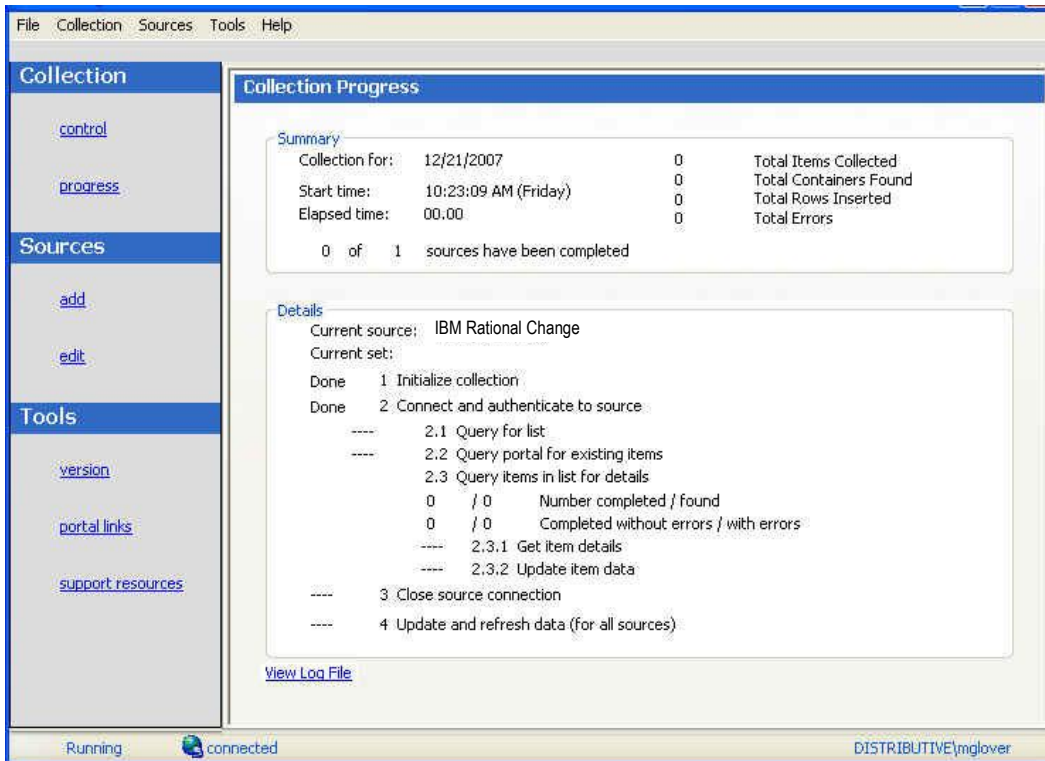 File Collection Sources Tools Help
Collection
control
progress
Sources
add
edit
Tools
version
portal links
support resources
Collection Progress
Summary
Collection for: 12/21/2007
Start time: 10:23:09 AM (Friday)
Elapsed time: 00.00
0 of 1 sources have been completed
0 Total Items Collected
0 Total Containers Found
0 Total Rows Inserted
0 Total Errors
Details
Current source: IBM Rational Change
Current set:
Done 1 Initialize collection
Done 2 Connect and authenticate to source
---- 2.1 Query for list
---- 2.2 Query portal for existing items
2.3 Query items in list for details
0 / 0 Number completed / found
0 / 0 Completed without errors / with errors
---- 2.3.1 Get item details
---- 2.3.2 Update item data
---- 3 Close source connection
---- 4 Update and refresh data (for all sources)
View Log File
Running connected DISTRIBUTIVE\mglover